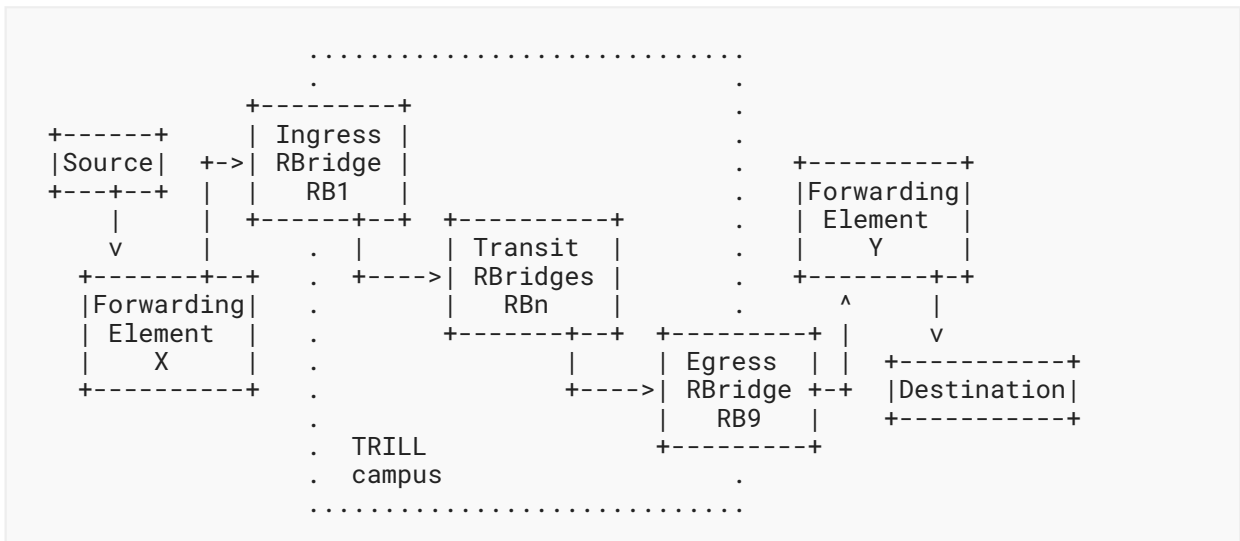 Ingress
RBridge
RB1
Source
Forwarding
Element
X
Transit
RBridges
RBn
Egress
RBridge
RB9
Forwarding
Element
Y
Destination
TRILL
campus